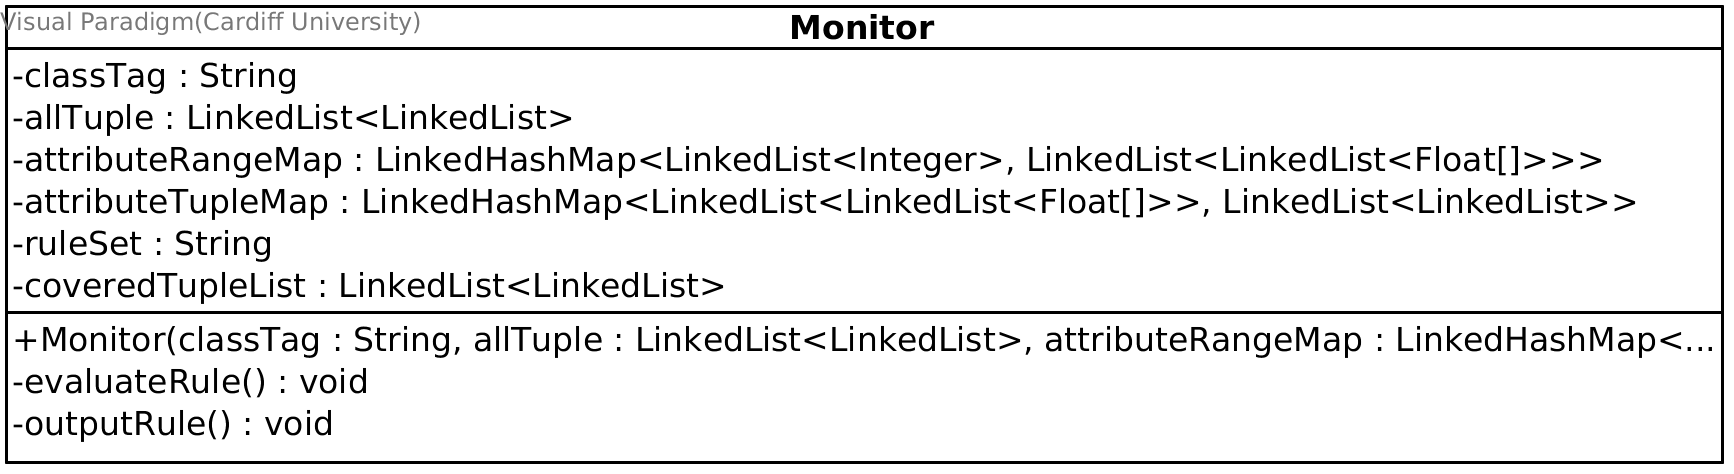 Visual Paradigm(Cardiff University)
Monitor
-classTag : String
-allTuple : LinkedList<LinkedList>
-attributeRangeMap : LinkedHashMap<LinkedList<Integer>, LinkedList<LinkedList<Float[]>>>
-attributeTupleMap : LinkedHashMap<LinkedList<LinkedList<Float[]>>, LinkedList<LinkedList>>
-ruleSet : String
-coveredTupleList : LinkedList<LinkedList>
+Monitor(classTag : String, allTuple : LinkedList<LinkedList>, attributeRangeMap : LinkedHashMap<...
-evaluateRule() : void
-outputRule() : void